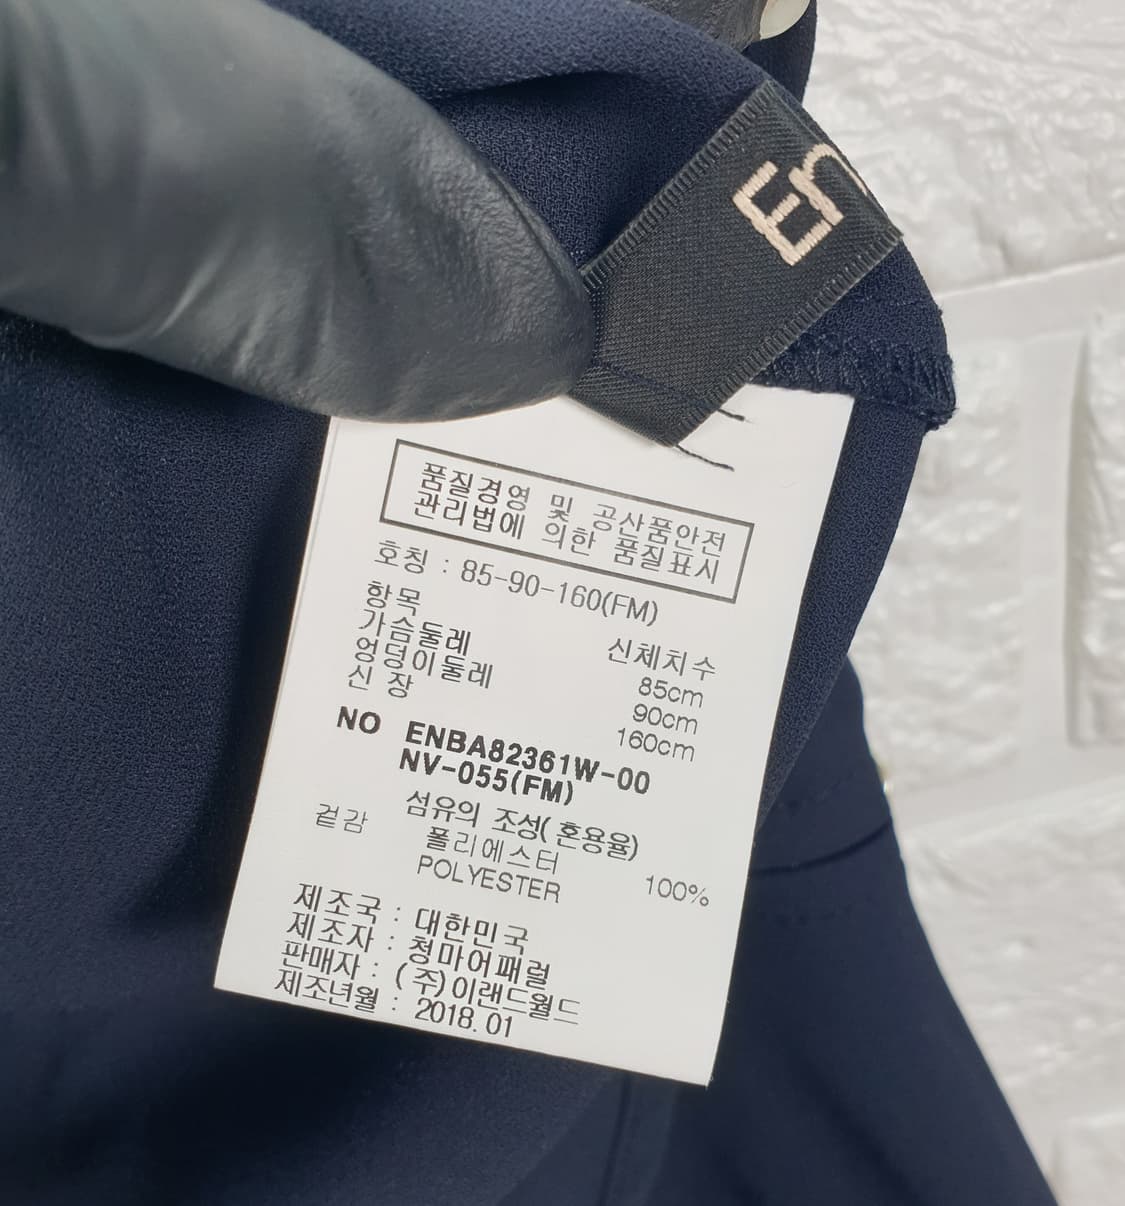 En
품질경영 및 공산품안전
관리법에 의한 품질표시
호칭 : 85-90-160(FM)
항목 신체치수
가슴둘레 85cm
엉덩이둘레 90cm
신 장 160cm
NO ENBA82361W-00
NV-055(FM)
섬유의 조성( 혼용율)
겉감 폴리에스터
POLYESTER 100%
제조국 : 대한민국
제조자 : 청마어패럴
판매자 : (주)이랜드월드
제조년월 : 2018.01